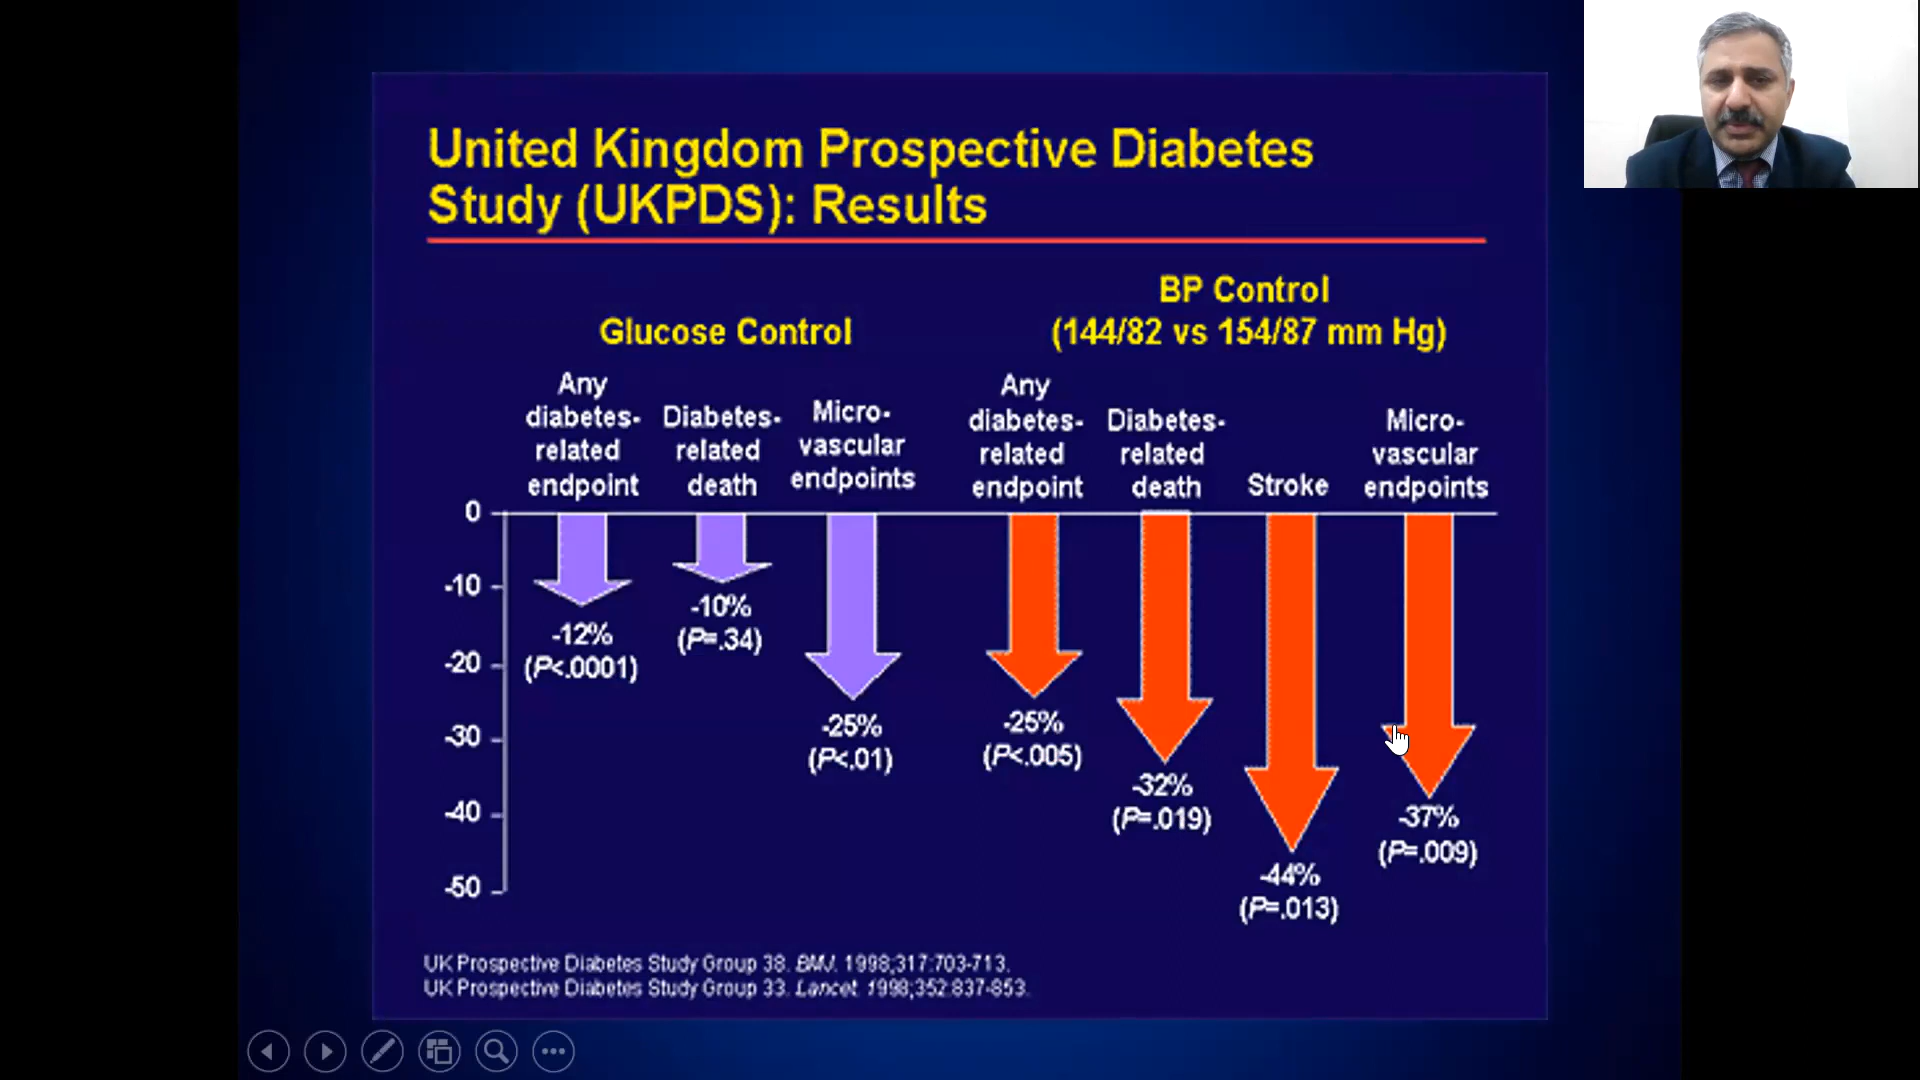 United Kingdom Prospective Diabetes
Study (UKPDS): Results
Glucose Control
BP Control
(144/82 vs 154/87 mm Hg)
Any
diabetes-
related
endpoint
Diabetes-
related
death
Micro-
vascular
endpoints
Any
diabetes-
related
endpoint
Diabetes-
related
death
Stroke
Micro-
vascular
endpoints
0
-10
-20
-30
-40
-50
-12%
(P<.0001)
-10%
(P=.34)
-25%
(P<.01)
-25%
(P<.005)
-32%
(P=.019)
-44%
(P=.013)
-37%
(P=.009)
UK Prospective Diabetes Study Group 38. BMJ. 1998;317:703-713.
UK Prospective Diabetes Study Group 33. Lancet. 1998;352:837-853.